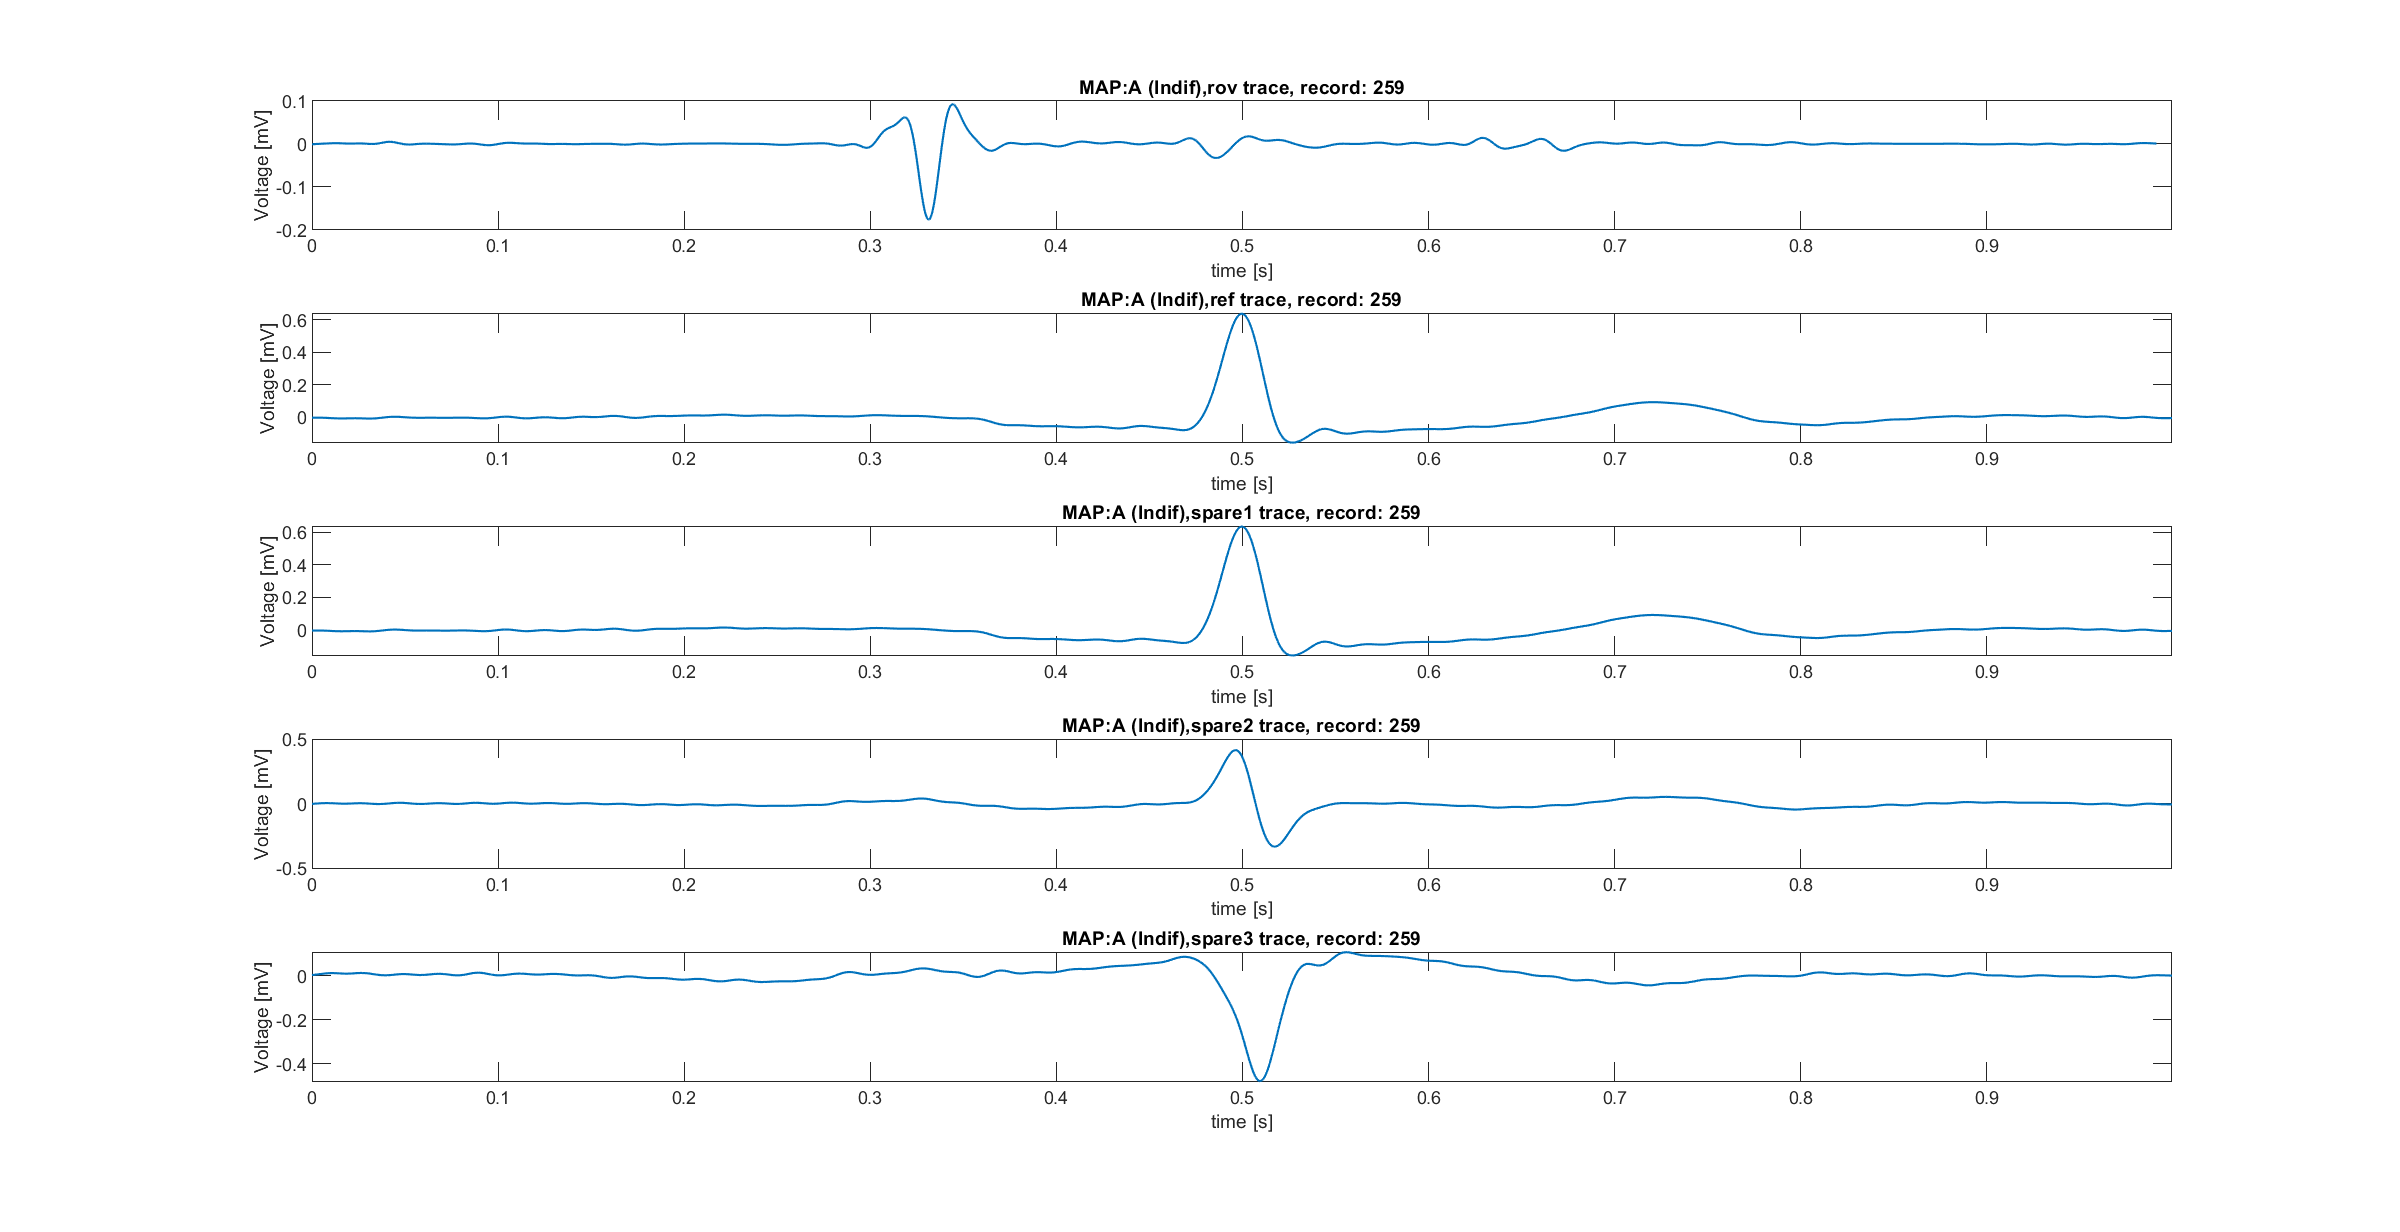 MAP:A (Indif),rov trace, record: 259
Voltage [mV]
0.1
0
-0.1
-0.2
0 0.1 0.2 0.3 0.4 0.5 0.6 0.7 0.8 0.9
time [s]
MAP:A (Indif),ref trace, record: 259
Voltage [mV]
0.6
0.4
0.2
0
0 0.1 0.2 0.3 0.4 0.5 0.6 0.7 0.8 0.9
time [s]
MAP:A (Indif),spare1 trace, record: 259
Voltage [mV]
0.6
0.4
0.2
0
0 0.1 0.2 0.3 0.4 0.5 0.6 0.7 0.8 0.9
time [s]
MAP:A (Indif),spare2 trace, record: 259
Voltage [mV]
0.5
0
-0.5
0 0.1 0.2 0.3 0.4 0.5 0.6 0.7 0.8 0.9
time [s]
MAP:A (Indif),spare3 trace, record: 259
Voltage [mV]
0
-0.2
-0.4
0 0.1 0.2 0.3 0.4 0.5 0.6 0.7 0.8 0.9
time [s]